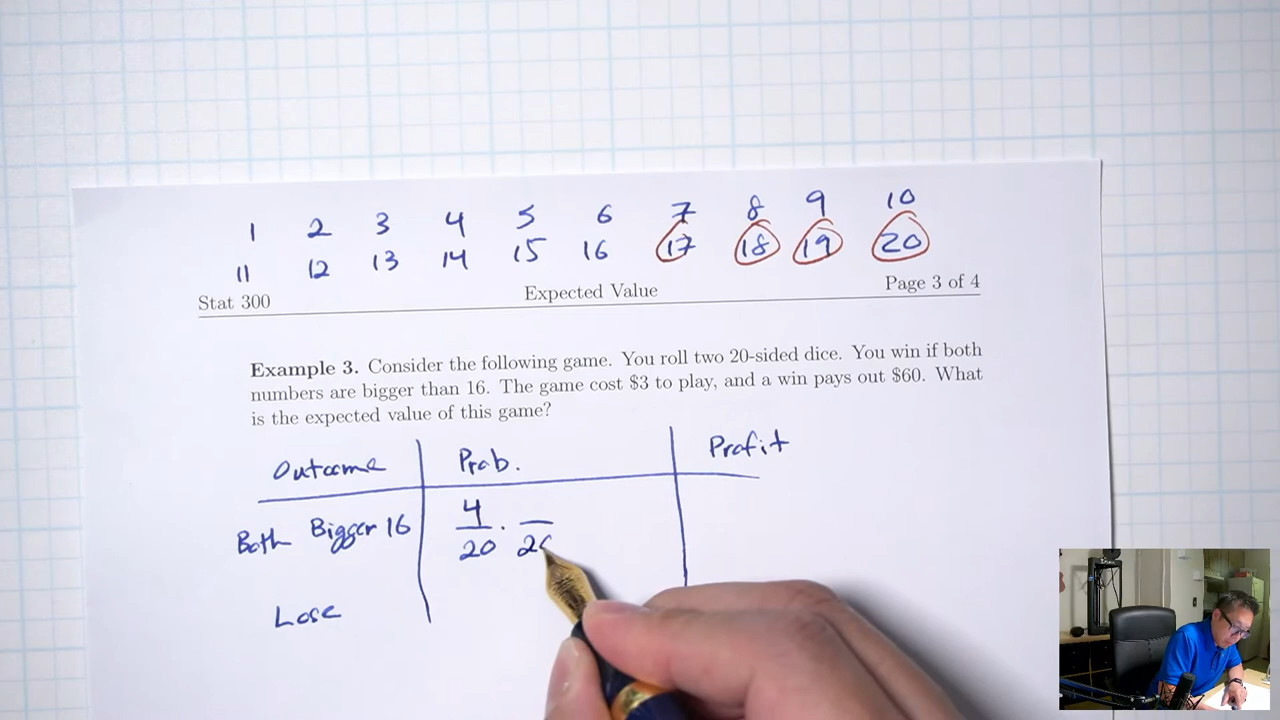 1 2 3 4 5 6 7 8 9 10
11 12 13 14 15 16 17 18 19 20
Stat 300 Expected Value Page 3 of 4
Example 3. Consider the following game. You roll two 20-sided dice. You win if both
numbers are bigger than 16. The game cost $3 to play, and a win pays out $60. What
is the expected value of this game?
Outcome Prob. Profit
Both Bigger 16 4/20 · /20
Lose